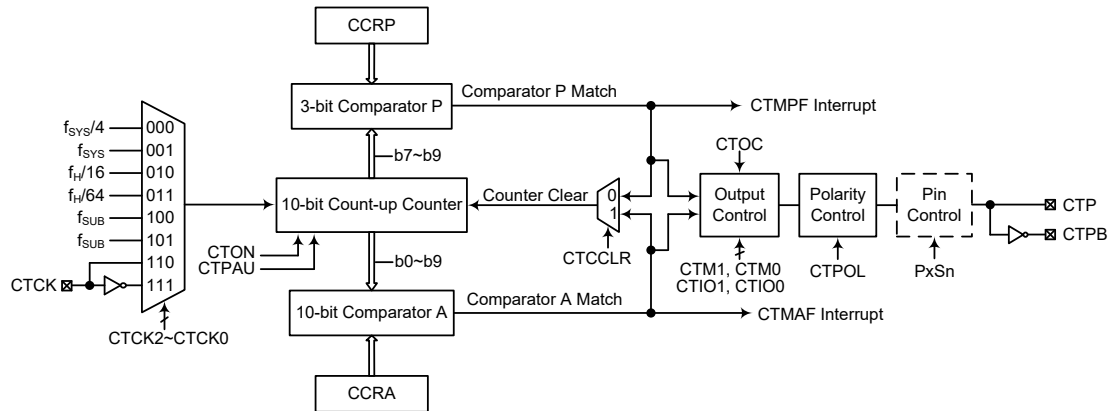 CCRP
3-bit Comparator P
Comparator P Match
CTMPF Interrupt
b7~b9
fSYS/4
000
fSYS
001
fH/16
010
fH/64
011
fSUB
100
fSUB
101
110
111
CTCK
CTCK2~CTCK0
10-bit Count-up Counter
CTON
CTPAU
Counter Clear
0
1
CTCCLR
CTOC
Output
Control
CTM1, CTM0
CTIO1, CTIO0
Polarity
Control
CTPOL
Pin
Control
PxSn
CTP
CTPB
b0~b9
10-bit Comparator A
Comparator A Match
CTMAF Interrupt
CCRA